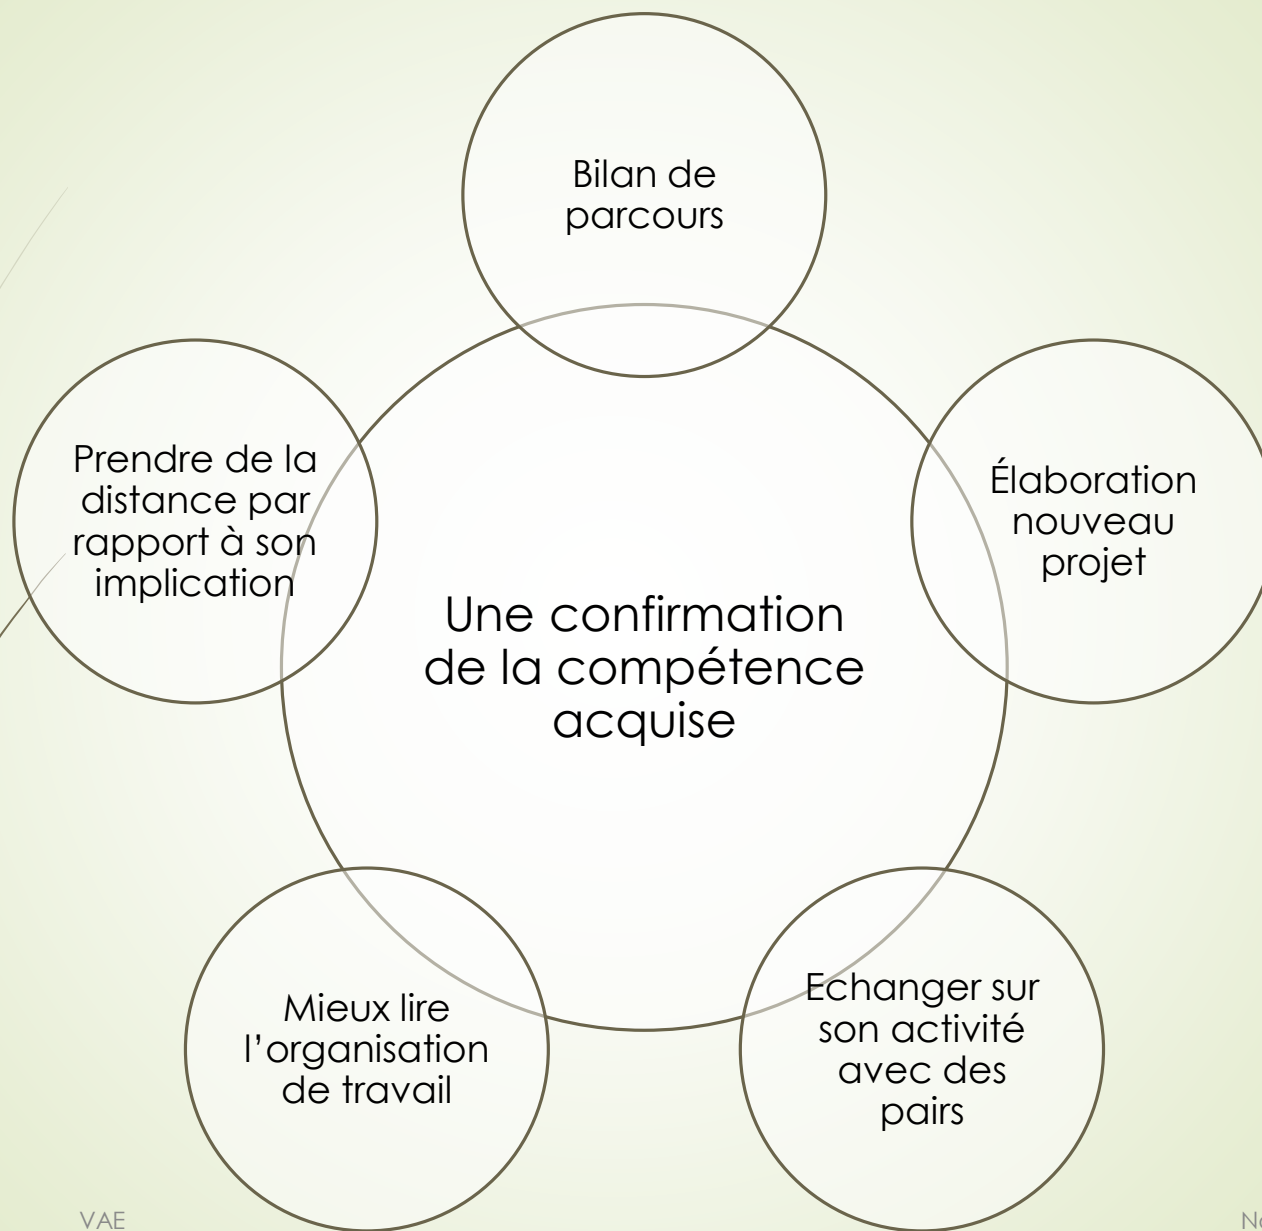 Bilan de
parcours
Élaboration
nouveau
projet
Echanger sur
son activité
avec des
pairs
Mieux lire
l’organisation
de travail
Prendre de la
distance par
rapport à son
implication
Une confirmation
de la compétence
acquise
VAE